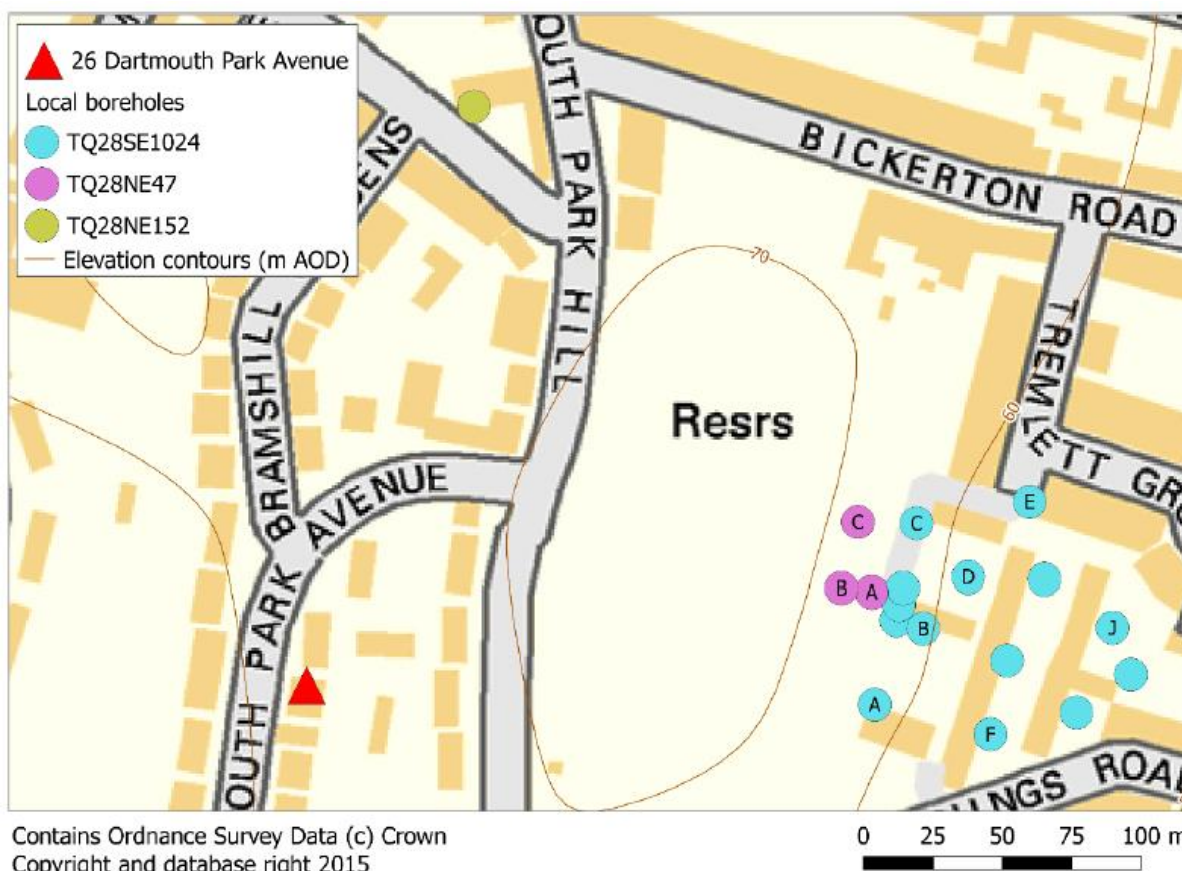 26 Dartmouth Park Avenue
Local boreholes
TQ28SE1024
TQ28NE47
TQ28NE152
Elevation contours (m AOD)
OUTH PARK HILL
BICKERTON ROAD
ENS
70
BRAMSHILL
TREMLETT GRO
Resrs
60
AVENUE
OUTH PARK
C
C
E
B
A
D
B
J
A
F
NGS ROAD
Contains Ordnance Survey Data (c) Crown
Copyright and database right 2015
0 25 50 75 100 m